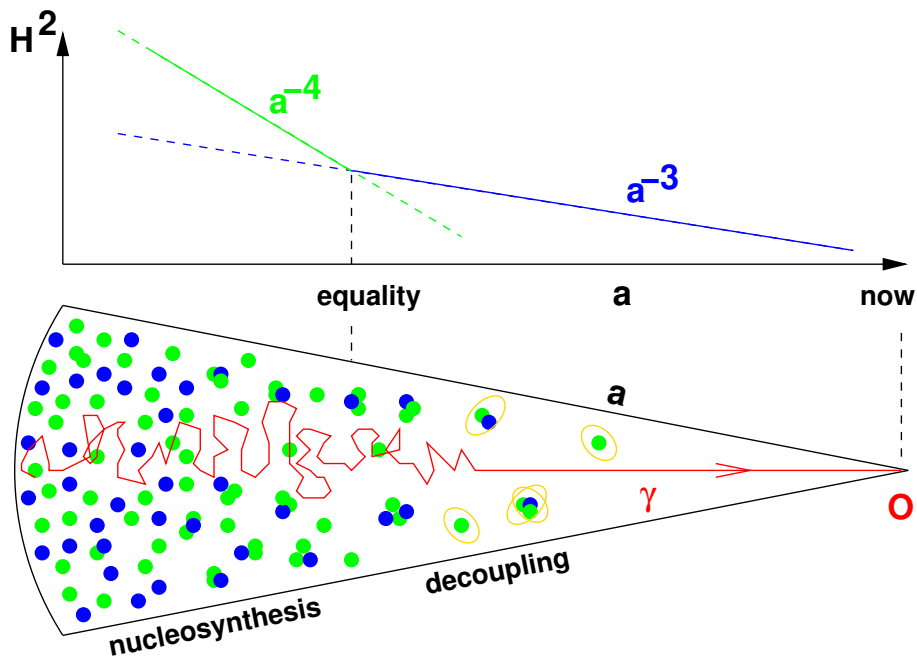 H²
a⁻⁴
a⁻³
equality
a
now
a
γ
O
decoupling
nucleosynthesis